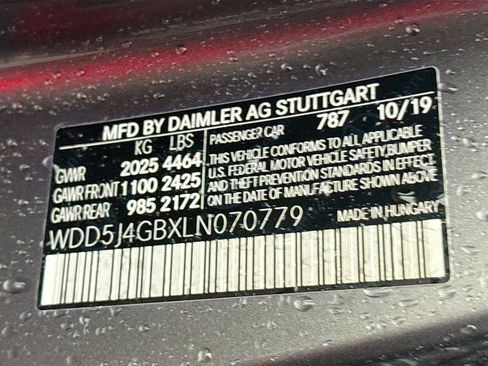 MFD BY DAIMLER AG STUTTGART
KG LBS
GVWR 2025 4464
GAWR FRONT 1100 2425
GAWR REAR 985 2172
PASSENGER CAR 787 10/19
THIS VEHICLE CONFORMS TO ALL APPLICABLE
U.S. FEDERAL MOTOR VEHICLE SAFETY, BUMPER
AND THEFT PREVENTION STANDARDS IN EFFECT
ON THE DATE OF MANUFACTURE SHOWN ABOVE
WDD5J4GBXLN070779
MADE IN HUNGARY